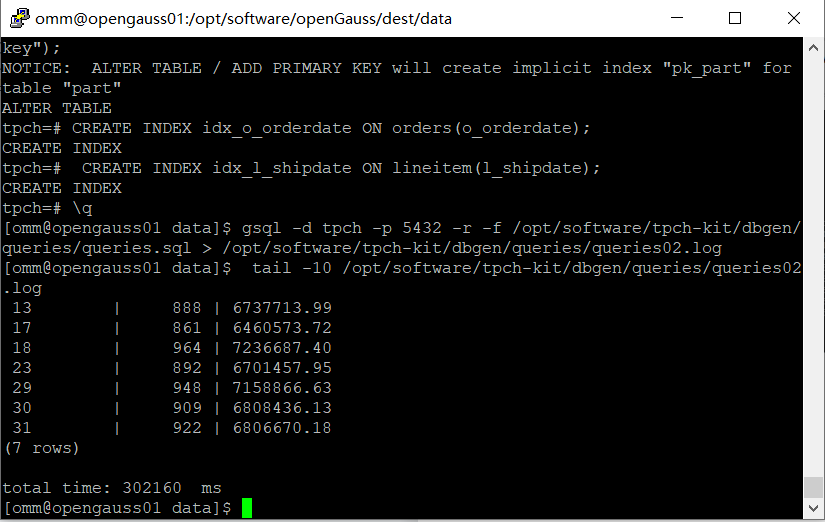 omm@opengauss01:/opt/software/openGauss/dest/data
key");
NOTICE:  ALTER TABLE / ADD PRIMARY KEY will create implicit index "pk_part" for
table "part"
ALTER TABLE
tpch=# CREATE INDEX idx_o_orderdate ON orders(o_orderdate);
CREATE INDEX
tpch=#  CREATE INDEX idx_l_shipdate ON lineitem(l_shipdate);
CREATE INDEX
tpch=# \q
[omm@opengauss01 data]$ gsql -d tpch -p 5432 -r -f /opt/software/tpch-kit/dbgen/
queries/queries.sql > /opt/software/tpch-kit/dbgen/queries/queries02.log
[omm@opengauss01 data]$  tail -10 /opt/software/tpch-kit/dbgen/queries/queries02
.log
 13         |     888 | 6737713.99
 17         |     861 | 6460573.72
 18         |     964 | 7236687.40
 23         |     892 | 6701457.95
 29         |     948 | 7158866.63
 30         |     909 | 6808436.13
 31         |     922 | 6806670.18
(7 rows)
total time: 302160  ms
[omm@opengauss01 data]$